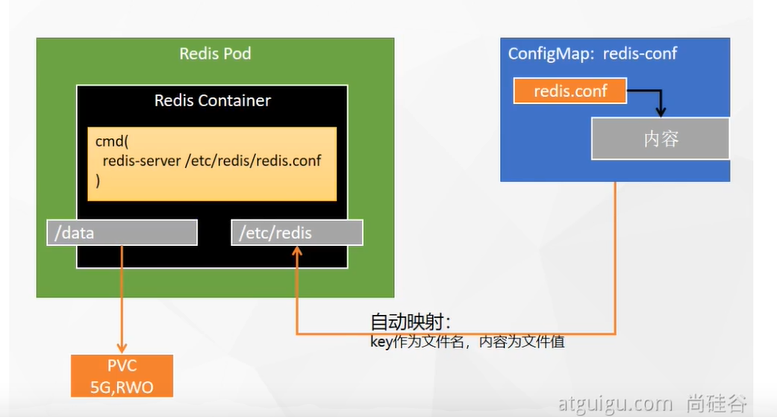 Redis Pod
Redis Container
cmd(
redis-server /etc/redis/redis.conf
)
/data
/etc/redis
PVC
5G,RWO
ConfigMap: redis-conf
redis.conf
内容
自动映射：
key作为文件名，内容为文件值
atguigu.com 尚硅谷